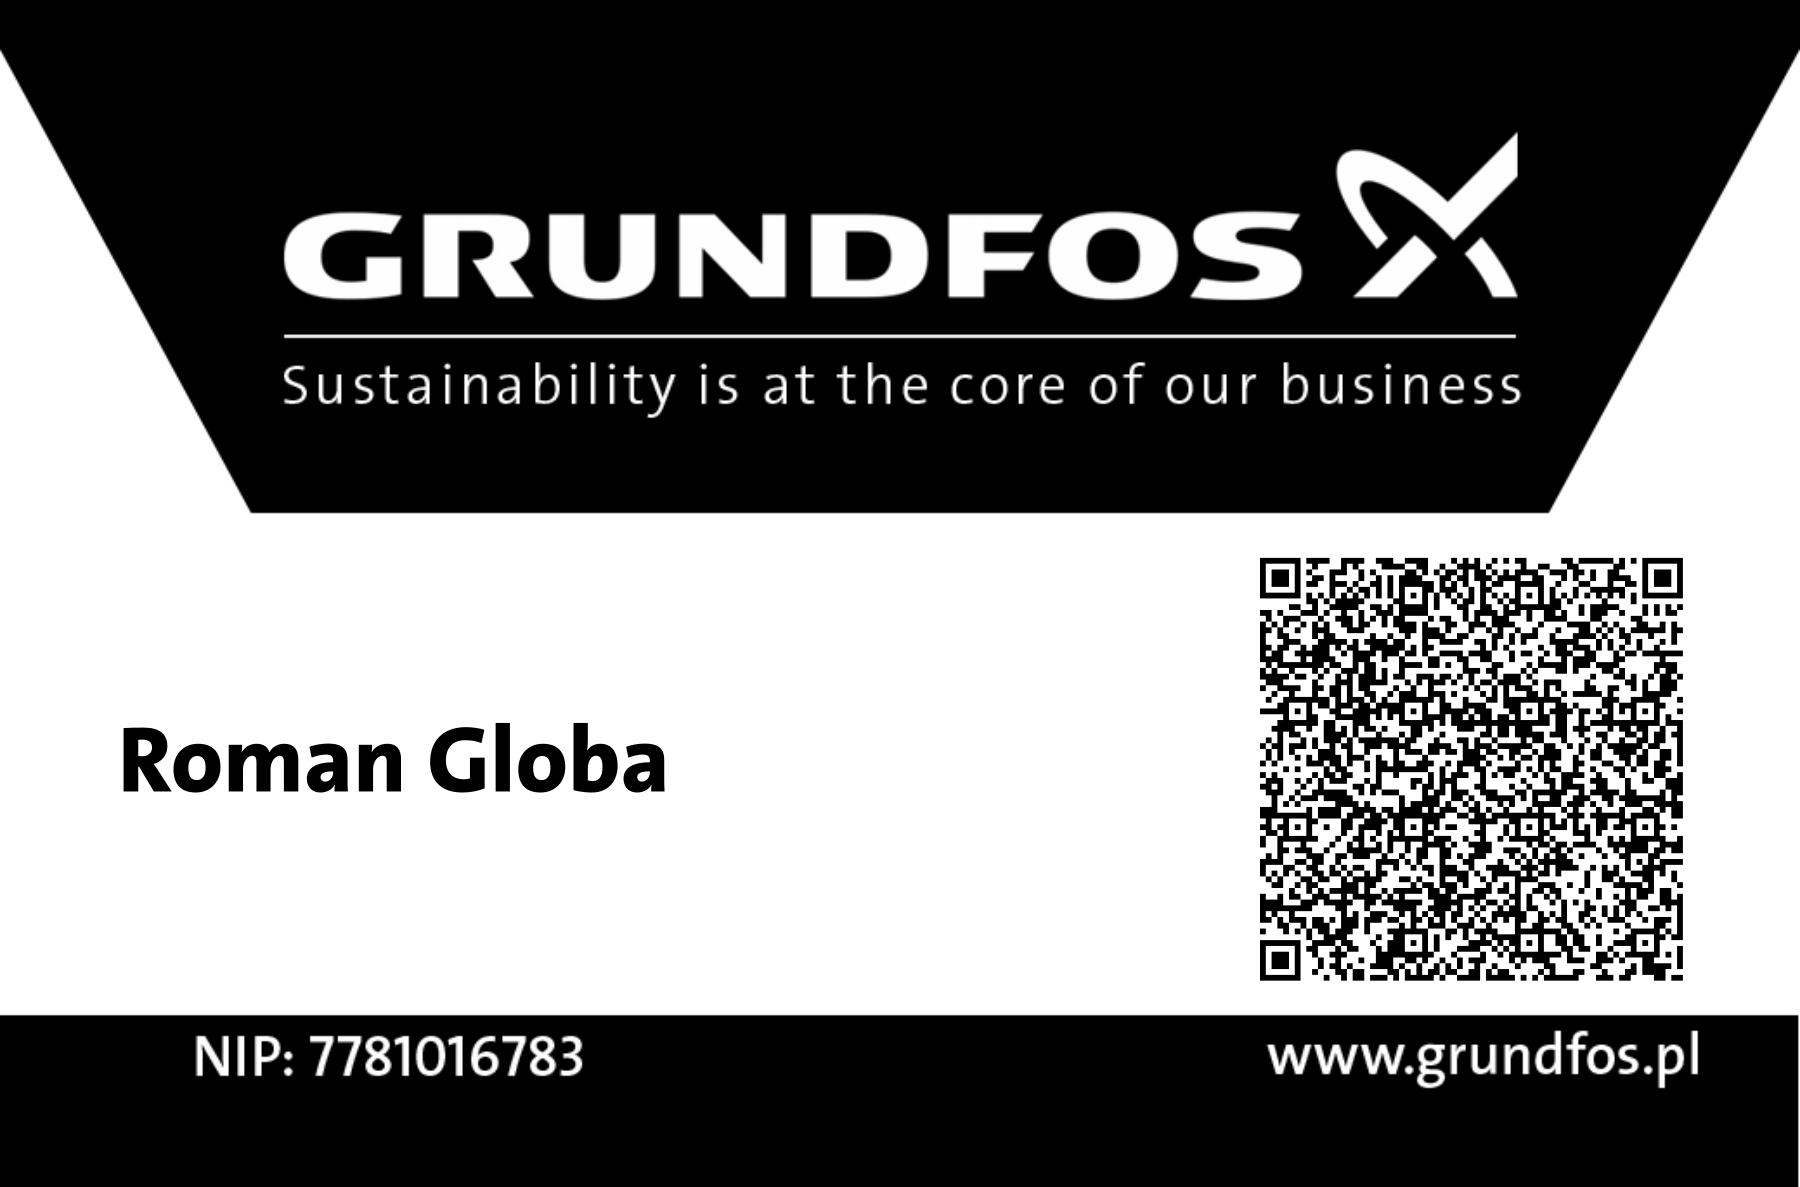 GRUNDFOS
Sustainability is at the core of our business
Roman Globa
NIP: 7781016783
www.grundfos.pl